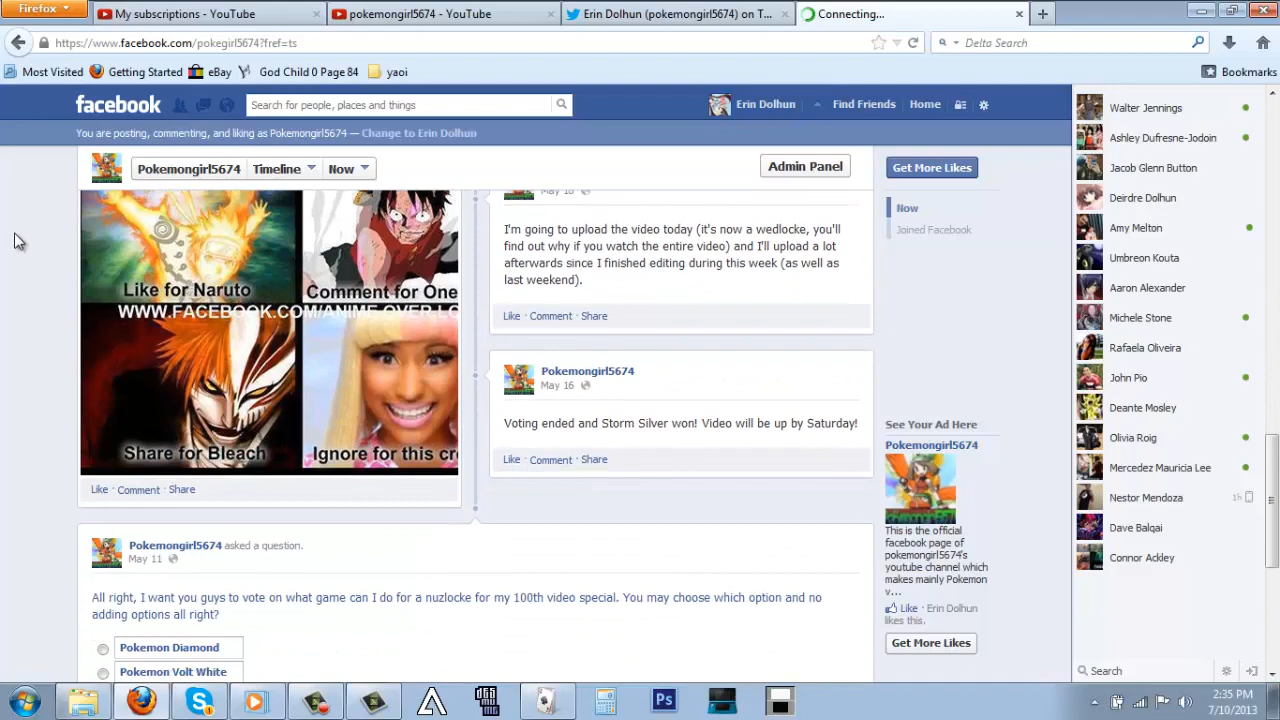 Firefox
My subscriptions - YouTube
pokemongirl5674 - YouTube
Erin Dolhun (pokemongirl5674) on T...
Connecting...
https://www.facebook.com/pokegirl5674?fref=ts
Delta Search
Most Visited
Getting Started
eBay
God Child 0 Page 84
yaoi
Bookmarks
facebook
Search for people, places and things
Erin Dolhun
Find Friends
Home
You are posting, commenting, and liking as Pokemongirl5674 — Change to Erin Dolhun
Pokemongirl5674
Timeline
Now
Admin Panel
Get More Likes
Now
Joined Facebook
Like for Naruto
Comment for One
WWW.FACEBOOK.COM/ANIME.OVER.LO
Share for Bleach
Ignore for this cr
Like · Comment · Share
May 18
I'm going to upload the video today (it's now a wedlocke, you'll
find out why if you watch the entire video) and I'll upload a lot
afterwards since I finished editing during this week (as well as
last weekend).
Like · Comment · Share
Pokemongirl5674
May 16
Voting ended and Storm Silver won! Video will be up by Saturday!
Like · Comment · Share
Pokemongirl5674 asked a question.
May 11
All right, I want you guys to vote on what game can I do for a nuzlocke for my 100th video special. You may choose which option and no
adding options all right?
Pokemon Diamond
Pokemon Volt White
See Your Ad Here
Pokemongirl5674
This is the official
facebook page of
pokemongirl5674's
youtube channel which
makes mainly Pokemon
v...
Like · Erin Dolhun
likes this.
Get More Likes
Walter Jennings
Ashley Dufresne-Jodoin
Jacob Glenn Button
Deirdre Dolhun
Amy Melton
Umbreon Kouta
Aaron Alexander
Michele Stone
Rafaela Oliveira
John Pio
Deante Mosley
Olivia Roig
Mercedez Mauricia Lee
Nestor Mendoza
1h
Dave Balqai
Connor Ackley
Search
Ps
2:35 PM
7/10/2013